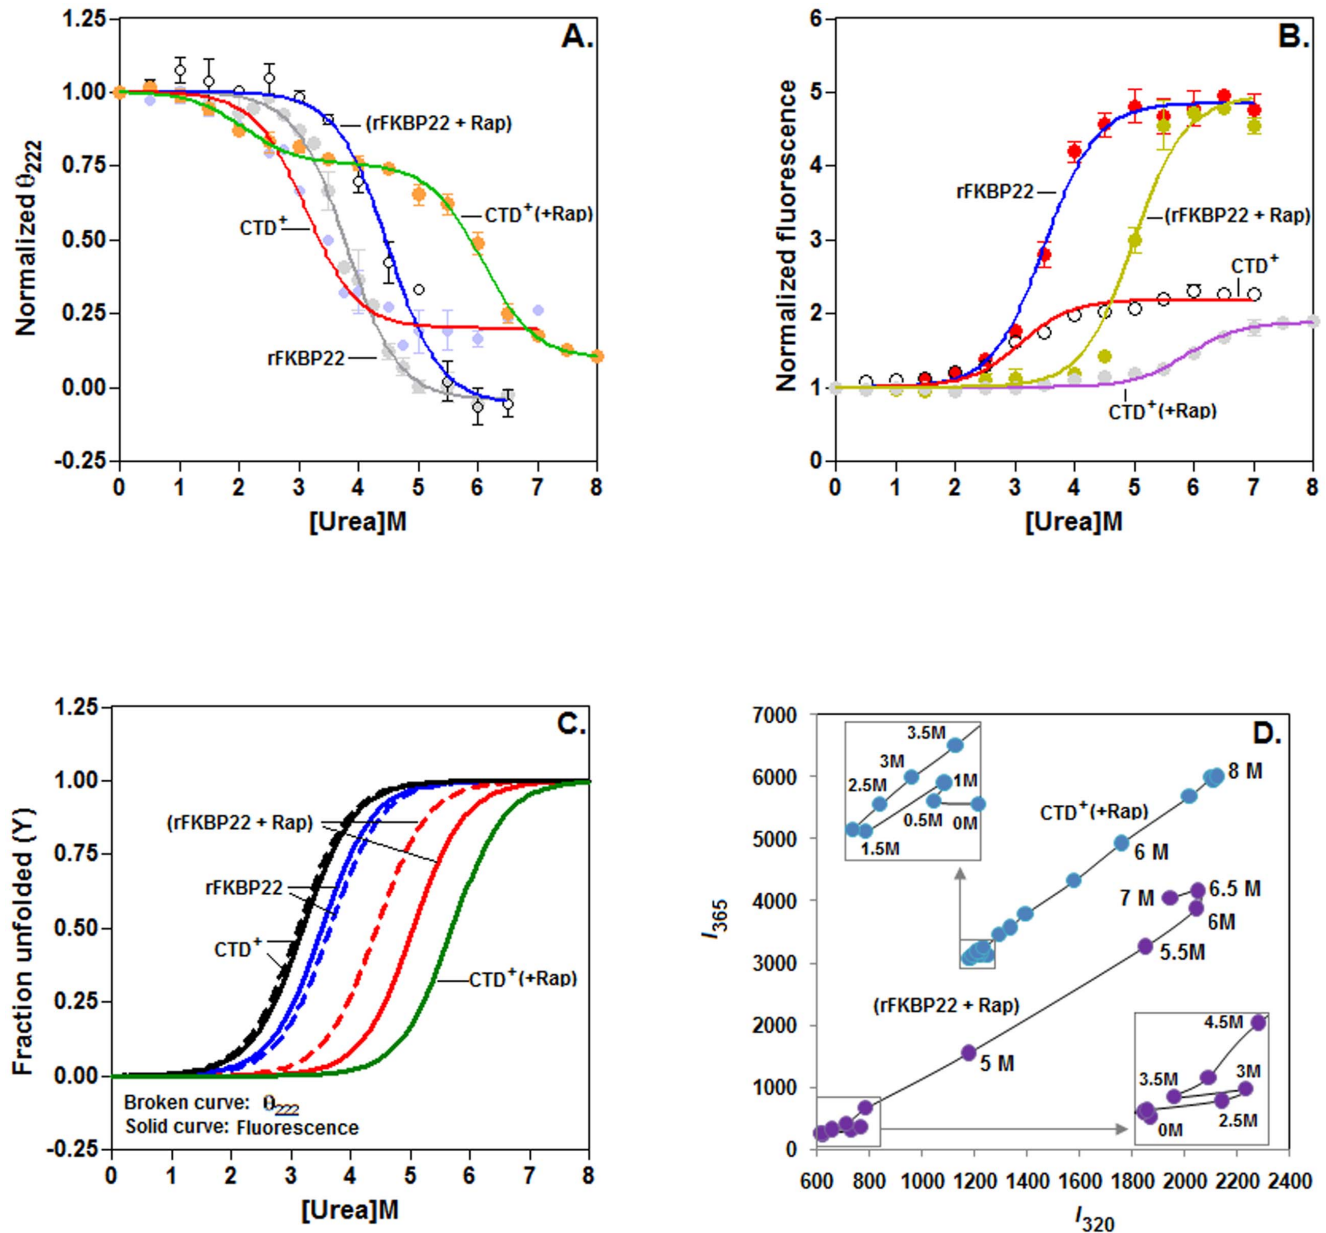 A.
1.25
1.00
0.75
0.50
0.25
0.00
-0.25
Normalized θ222
(rFKBP22 + Rap)
CTD+(+Rap)
CTD+
rFKBP22
0 1 2 3 4 5 6 7 8
[Urea]M
B.
6
5
4
3
2
1
0
Normalized fluorescence
rFKBP22
(rFKBP22 + Rap)
CTD+
CTD+(+Rap)
0 1 2 3 4 5 6 7 8
[Urea]M
C.
1.25
1.00
0.75
0.50
0.25
0.00
-0.25
Fraction unfolded (Y)
(rFKBP22 + Rap)
rFKBP22
CTD+
CTD+(+Rap)
Broken curve: θ222
Solid curve: Fluorescence
0 1 2 3 4 5 6 7 8
[Urea]M
D.
7000
6000
5000
4000
3000
2000
1000
0
I365
3.5M
3M
2.5M
1M
0.5M
0M
1.5M
8 M
CTD+(+Rap)
6 M
7 M
6.5 M
6M
5.5M
(rFKBP22 + Rap)
5 M
4.5M
3.5M
3M
2.5M
0M
600 800 1000 1200 1400 1600 1800 2000 2200 2400
I320